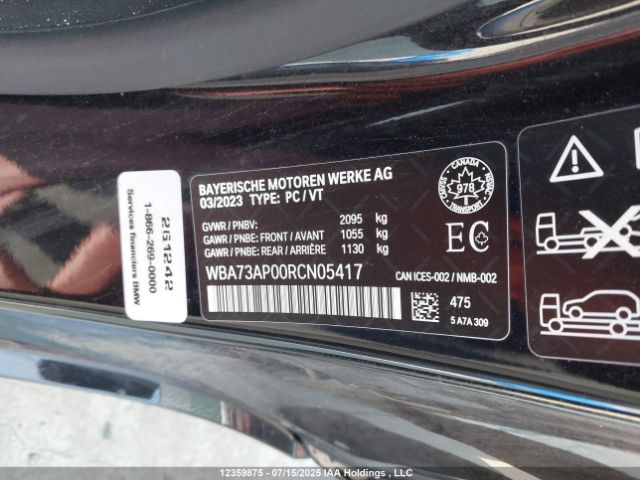 251242
1-866-269-0000
Services financiers BMW
BAYERISCHE MOTOREN WERKE AG
03/2023 TYPE: PC/VT
GVWR / PNBV: 2095 kg
GAWR / PNBE: FRONT / AVANT 1055 kg
GAWR / PNBE: REAR / ARRIÈRE 1130 kg
WBA73AP00RCN05417
CANADA
978
TRANSPORT
EC
CAN ICES-002 / NMB-002
475
5 A7A 309
12359875 - 07/15/2025 IAA Holdings, LLC. - Copyright